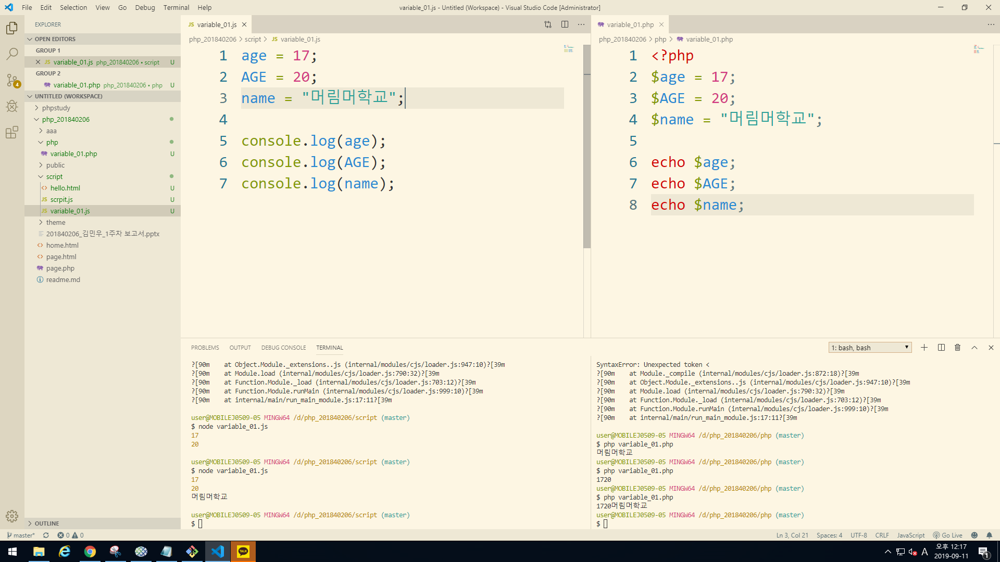 File Edit Selection View Go Debug Terminal Help
variable_01.js - Untitled (Workspace) - Visual Studio Code [Administrator]
EXPLORER
OPEN EDITORS
GROUP 1
JS variable_01.js php_201840206 • script U
GROUP 2
variable_01.php php_201840206 • php U
UNTITLED (WORKSPACE)
phpstudy
php_201840206
aaa
php
variable_01.php U
public
script
<> hello.html U
JS scrpit.js U
JS variable_01.js U
theme
201840206_김민우_1주차 보고서.pptx
<> home.html
<> page.html
page.php
readme.md
OUTLINE
4
JS variable_01.js
php_201840206 > script > JS variable_01.js
1 age = 17;
2 AGE = 20;
3 name = "머림머학교";
4
5 console.log(age);
6 console.log(AGE);
7 console.log(name);
variable_01.php
php_201840206 > php > variable_01.php
1 <?php
2 $age = 17;
3 $AGE = 20;
4 $name = "머림머학교";
5
6 echo $age;
7 echo $AGE;
8 echo $name;
PROBLEMS OUTPUT DEBUG CONSOLE TERMINAL
1: bash, bash
?[90m    at Object.Module._extensions..js (internal/modules/cjs/loader.js:947:10)?[39m
?[90m    at Module.load (internal/modules/cjs/loader.js:790:32)?[39m
?[90m    at Function.Module._load (internal/modules/cjs/loader.js:703:12)?[39m
?[90m    at Function.Module.runMain (internal/modules/cjs/loader.js:999:10)?[39m
?[90m    at internal/main/run_main_module.js:17:11?[39m
user@MOBILEJ0509-05 MINGW64 /d/php_201840206/script (master)
$ node variable_01.js
17
20
user@MOBILEJ0509-05 MINGW64 /d/php_201840206/script (master)
$ node variable_01.js
17
20
머림머학교
user@MOBILEJ0509-05 MINGW64 /d/php_201840206/script (master)
$
SyntaxError: Unexpected token <
?[90m    at Module._compile (internal/modules/cjs/loader.js:872:18)?[39m
?[90m    at Object.Module._extensions..js (internal/modules/cjs/loader.js:947:10)?[39m
?[90m    at Module.load (internal/modules/cjs/loader.js:790:32)?[39m
?[90m    at Function.Module._load (internal/modules/cjs/loader.js:703:12)?[39m
?[90m    at Function.Module.runMain (internal/modules/cjs/loader.js:999:10)?[39m
?[90m    at internal/main/run_main_module.js:17:11?[39m
user@MOBILEJ0509-05 MINGW64 /d/php_201840206/php (master)
$ php variable_01.php
머림머학교
user@MOBILEJ0509-05 MINGW64 /d/php_201840206/php (master)
$ php variable_01.php
1720
user@MOBILEJ0509-05 MINGW64 /d/php_201840206/php (master)
$ php variable_01.php
1720머림머학교
user@MOBILEJ0509-05 MINGW64 /d/php_201840206/php (master)
$
master* 0 0 Ln 3, Col 21 Spaces: 4 UTF-8 CRLF JavaScript Go Live
TALK
A 오후 12:17
2019-09-11
1